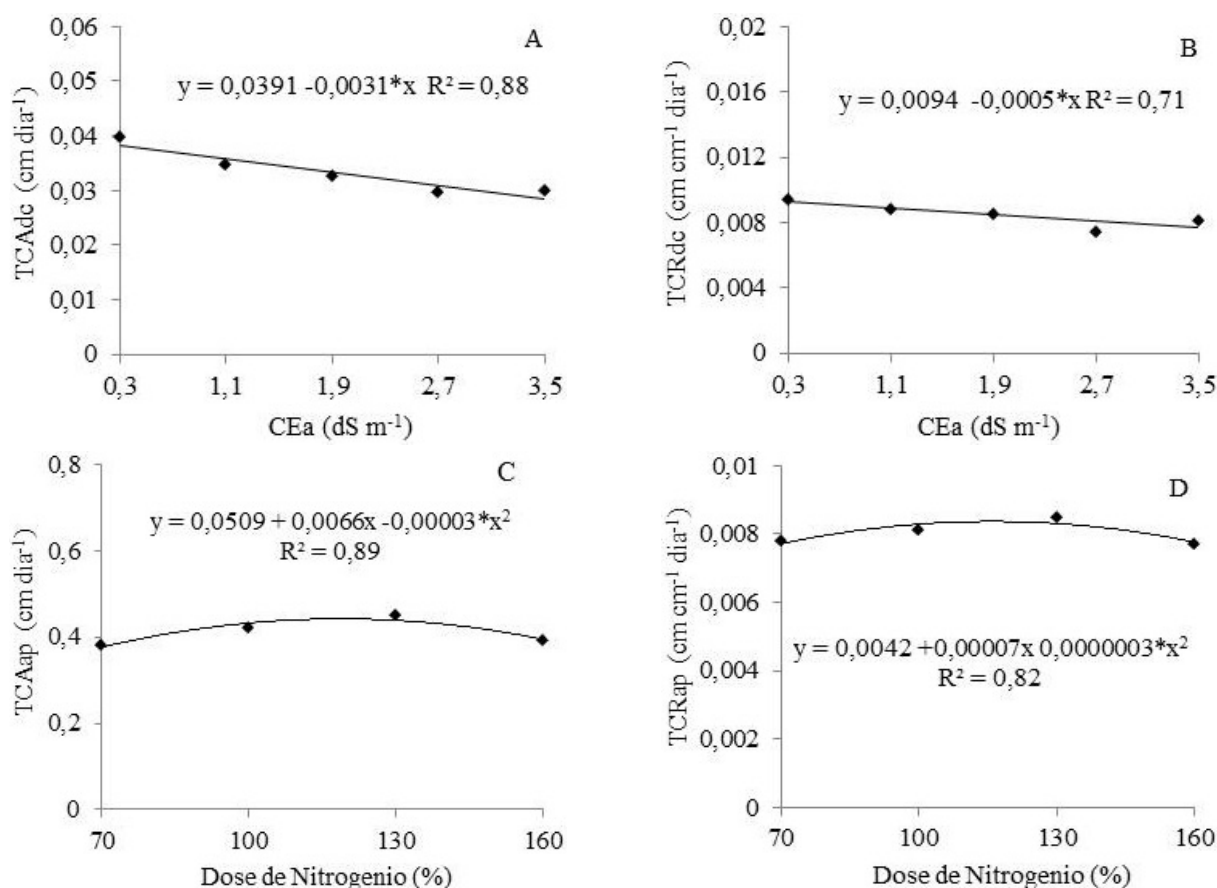 A
y = 0,0391 -0,0031*x R² = 0,88
TCAdc (cm dia⁻¹)
0,06
0,05
0,04
0,03
0,02
0,01
0
0,3 1,1 1,9 2,7 3,5
CEa (dS m⁻¹)
B
y = 0,0094 -0,0005*x R² = 0,71
TCRdc (cm cm⁻¹ dia⁻¹)
0,02
0,016
0,012
0,008
0,004
0
0,3 1,1 1,9 2,7 3,5
CEa (dS m⁻¹)
C
y = 0,0509 + 0,0066x -0,00003*x²
R² = 0,89
TCAap (cm dia⁻¹)
0,8
0,6
0,4
0,2
0
70 100 130 160
Dose de Nitrogenio (%)
D
y = 0,0042 +0,00007x 0,0000003*x²
R² = 0,82
TCRap (cm cm⁻¹ dia⁻¹)
0,01
0,008
0,006
0,004
0,002
0
70 100 130 160
Dose de Nitrogenio (%)